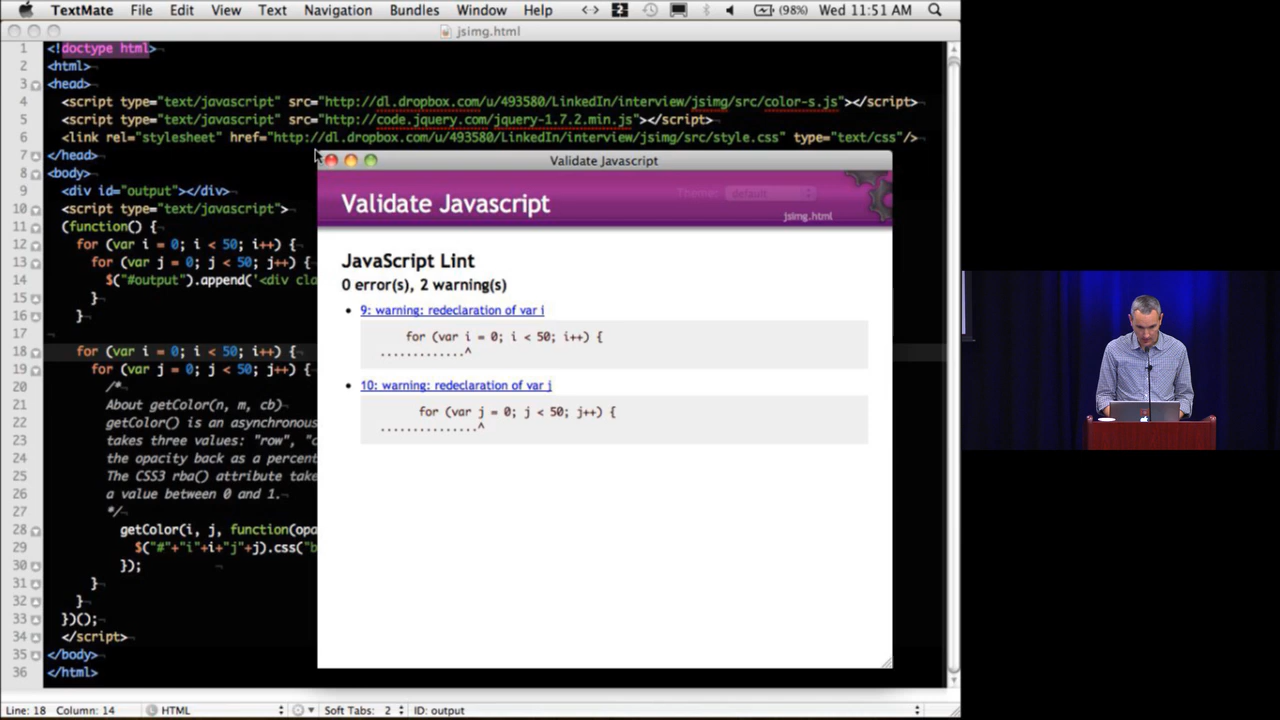 TextMate File Edit View Text Navigation Bundles Window Help (98%) Wed 11:51 AM
jsimg.html
1 <!doctype html>
2 <html>
3 <head>
4 <script type="text/javascript" src="http://dl.dropbox.com/u/493580/LinkedIn/interview/jsimg/src/color-s.js"></script>
5 <script type="text/javascript" src="http://code.jquery.com/jquery-1.7.2.min.js"></script>
6 <link rel="stylesheet" href="http://dl.dropbox.com/u/493580/LinkedIn/interview/jsimg/src/style.css" type="text/css"/>
7 </head>
8 <body>
9 <div id="output"></div>
10 <script type="text/javascript">
11 (function() {
12 for (var i = 0; i < 50; i++) {
13 for (var j = 0; j < 50; j++) {
14 $("#output").append('<div cla
15 }
16 }
17
18 for (var i = 0; i < 50; i++) {
19 for (var j = 0; j < 50; j++) {
20 /*
21 About getColor(n, m, cb)
22 getColor() is an asynchronous
23 takes three values: "row", "c
24 the opacity back as a percent
25 The CSS3 rba() attribute take
26 a value between 0 and 1.
27 */
28 getColor(i, j, function(opa
29 $("#"+"i"+i+"j"+j).css("b
30 });
31 }
32 }
33 })();
34 </script>
35 </body>
36 </html>
Validate Javascript
Theme: default
Validate Javascript
jsimg.html
JavaScript Lint
0 error(s), 2 warning(s)
9: warning: redeclaration of var i
for (var i = 0; i < 50; i++) {
.............^
10: warning: redeclaration of var j
for (var j = 0; j < 50; j++) {
...............^
Line: 18 Column: 14 HTML Soft Tabs: 2 ID: output